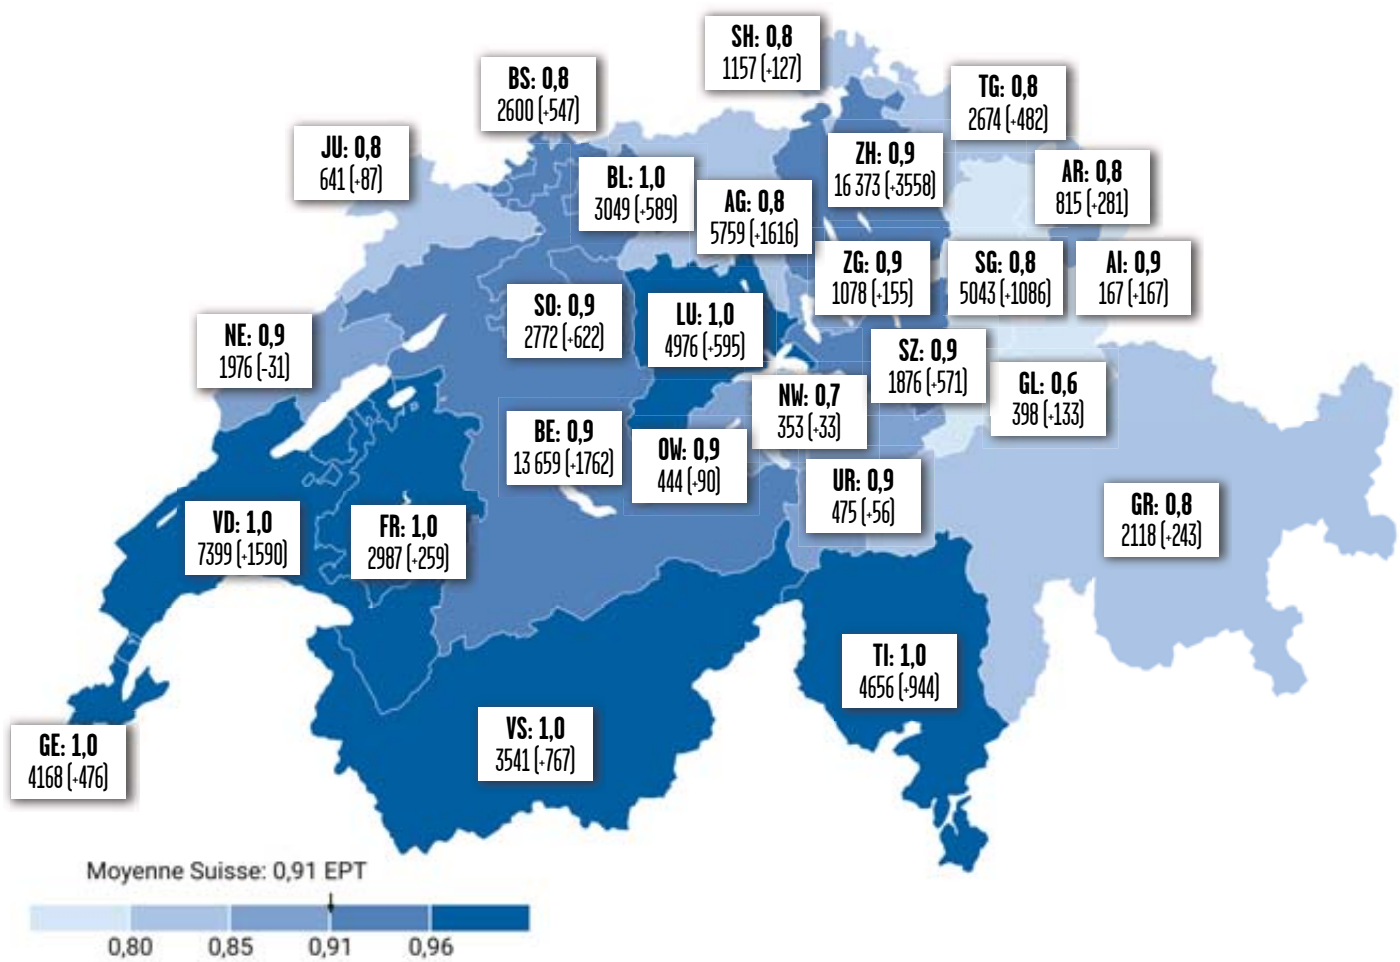 SH: 0,8
1157 (+127)
BS: 0,8
2600 (+547)
TG: 0,8
2674 (+482)
JU: 0,8
641 (+87)
ZH: 0,9
16 373 (+3558)
BL: 1,0
3049 (+589)
AR: 0,8
815 (+281)
AG: 0,8
5759 (+1616)
ZG: 0,9
1078 (+155)
SG: 0,8
5043 (+1086)
AI: 0,9
167 (+167)
SO: 0,9
2772 (+622)
LU: 1,0
4976 (+595)
NE: 0,9
1976 (-31)
SZ: 0,9
1876 (+571)
GL: 0,6
398 (+133)
NW: 0,7
353 (+33)
BE: 0,9
13 659 (+1762)
OW: 0,9
444 (+90)
UR: 0,9
475 (+56)
GR: 0,8
2118 (+243)
VD: 1,0
7399 (+1590)
FR: 1,0
2987 (+259)
TI: 1,0
4656 (+944)
VS: 1,0
3541 (+767)
GE: 1,0
4168 (+476)
Moyenne Suisse: 0,91 EPT
0,80 0,85 0,91 0,96